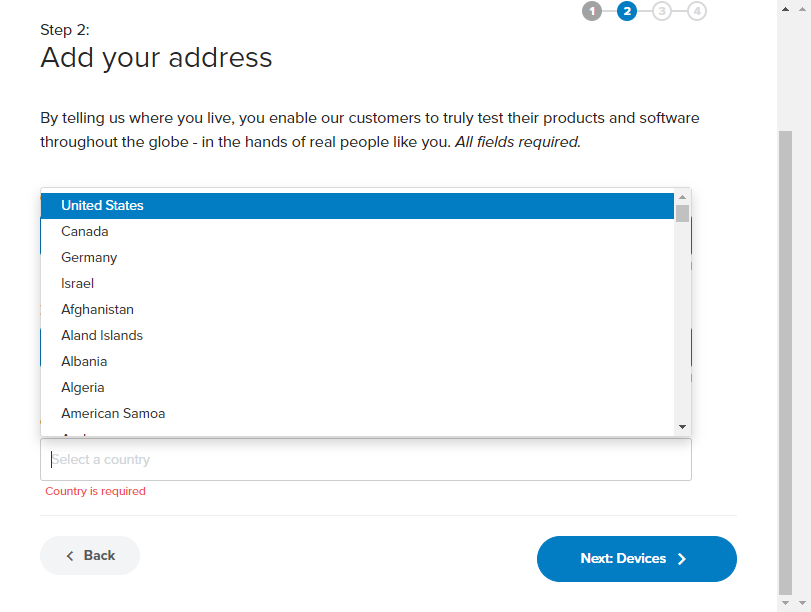 1 2 3 4
Step 2:
Add your address
By telling us where you live, you enable our customers to truly test their products and software
throughout the globe - in the hands of real people like you. All fields required.
United States
Canada
Germany
Israel
Afghanistan
Aland Islands
Albania
Algeria
American Samoa
Select a country
Country is required
Back
Next: Devices